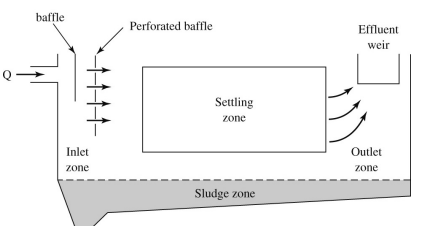 baffle
Perforated baffle
Effluent
weir
Q
Settling
zone
Inlet
zone
Outlet
zone
Sludge zone